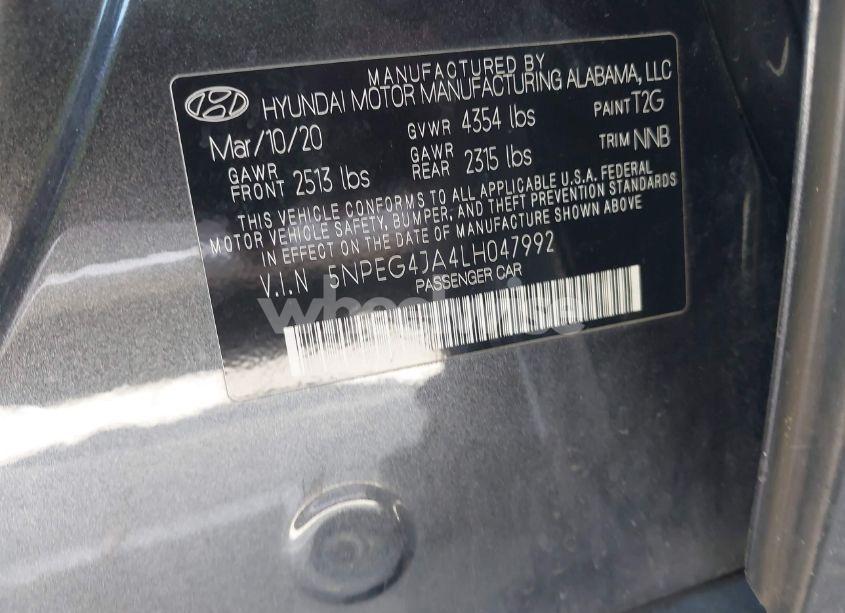 MANUFACTURED BY
HYUNDAI MOTOR MANUFACTURING ALABAMA, LLC
Mar/10/20 GVWR 4354 lbs PAINT T2G
GAWR FRONT 2513 lbs GAWR REAR 2315 lbs TRIM NNB
THIS VEHICLE CONFORMS TO ALL APPLICABLE U.S.A. FEDERAL
MOTOR VEHICLE SAFETY, BUMPER, AND THEFT PREVENTION STANDARDS
IN EFFECT ON THE DATE OF MANUFACTURE SHOWN ABOVE
V.I.N 5NPEG4JA4LH047992
PASSENGER CAR